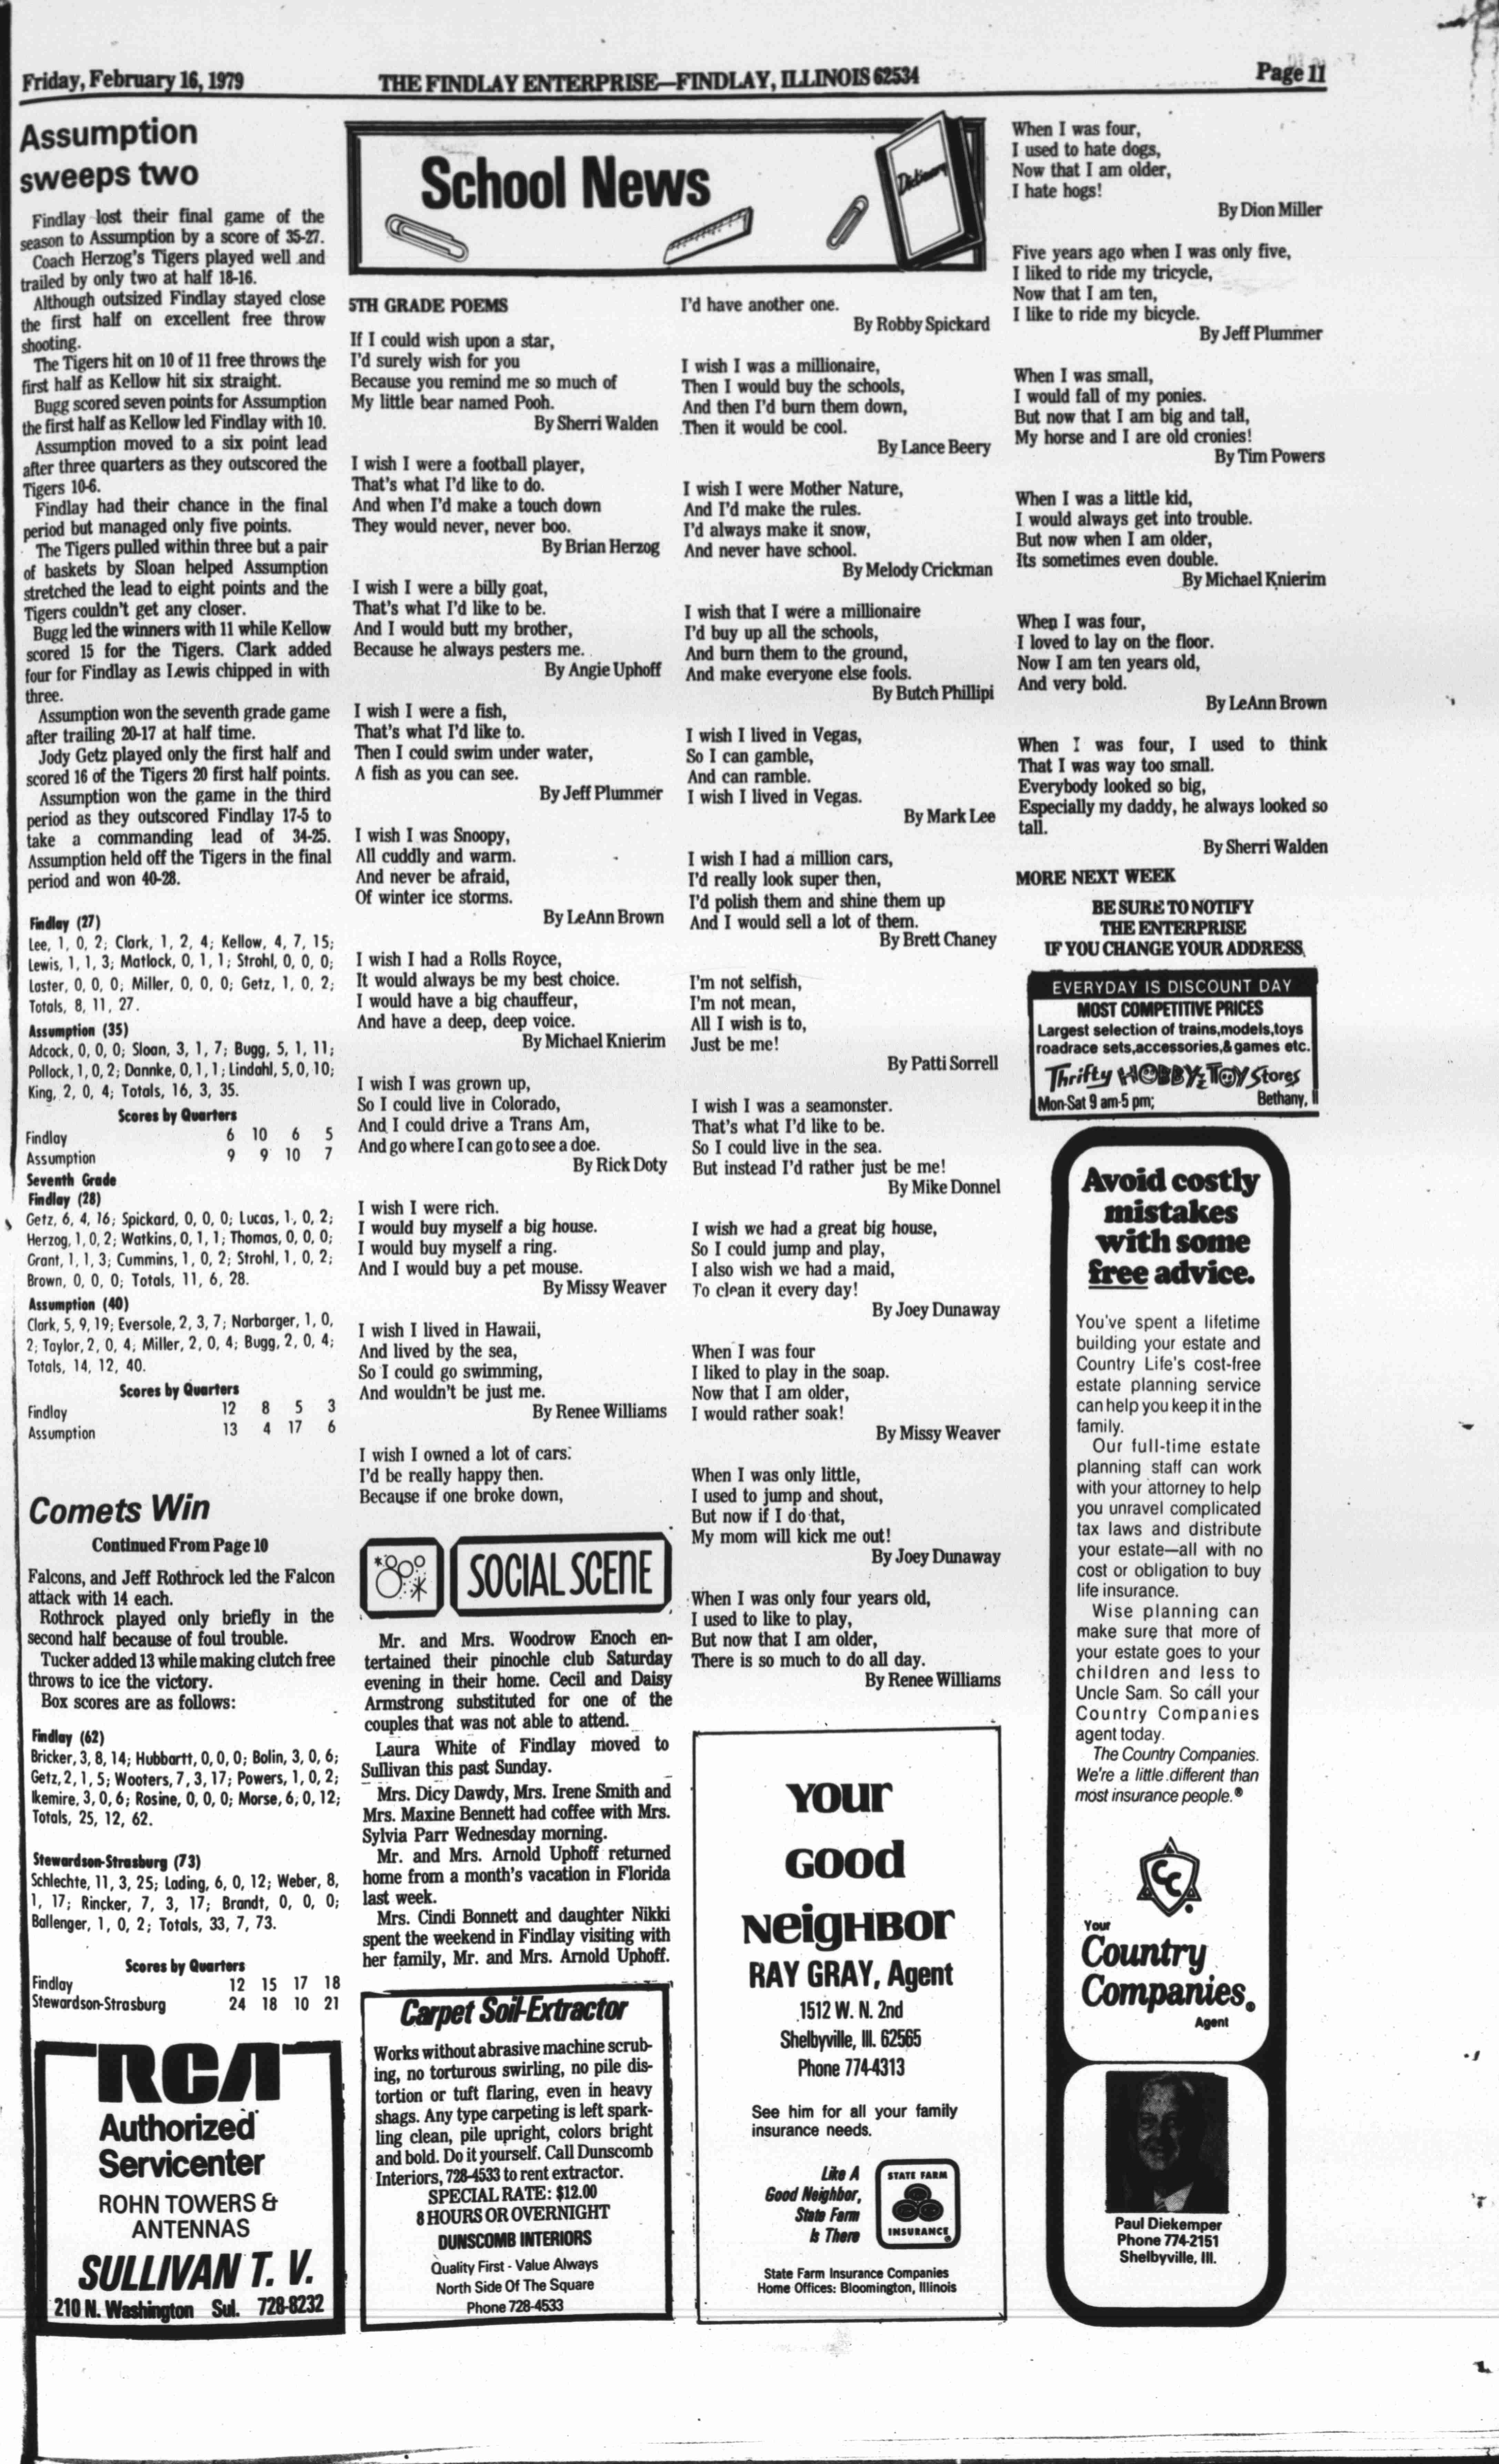 Friday, February 16, 1979
THE FINDLAY ENTERPRISE—FINDLAY, ILLINOIS 62534
Page 11
Assumption
sweeps two
Findlay lost their final game of the
season to Assumption by a score of 35-27.
Coach Herzog's Tigers played well and
trailed by only two at half 18-16.
Although outsized Findlay stayed close
the first half on excellent free throw
shooting.
The Tigers hit on 10 of 11 free throws the
first half as Kellow hit six straight.
Bugg scored seven points for Assumption
the first half as Kellow led Findlay with 10.
Assumption moved to a six point lead
after three quarters as they outscored the
Tigers 10-6.
Findlay had their chance in the final
period but managed only five points.
The Tigers pulled within three but a pair
of baskets by Sloan helped Assumption
stretched the lead to eight points and the
Tigers couldn't get any closer.
Bugg led the winners with 11 while Kellow
scored 15 for the Tigers. Clark added
four for Findlay as Lewis chipped in with
three.
Assumption won the seventh grade game
after trailing 20-17 at half time.
Jody Getz played only the first half and
scored 16 of the Tigers 20 first half points.
Assumption won the game in the third
period as they outscored Findlay 17-5 to
take a commanding lead of 34-25.
Assumption held off the Tigers in the final
period and won 40-28.
Findlay (27)
Lee, 1, 0, 2; Clark, 1, 2, 4; Kellow, 4, 7, 15;
Lewis, 1, 1, 3; Matlock, 0, 1, 1; Strohl, 0, 0, 0;
Laster, 0, 0, 0; Miller, 0, 0, 0; Getz, 1, 0, 2;
Totals, 8, 11, 27.
Assumption (35)
Adcock, 0, 0, 0; Sloan, 3, 1, 7; Bugg, 5, 1, 11;
Pollock, 1, 0, 2; Dannke, 0, 1, 1; Lindahl, 5, 0, 10;
King, 2, 0, 4; Totals, 16, 3, 35.
Scores by Quarters
Findlay 6 10 6 5
Assumption 9 9 10 7
Seventh Grade
Findlay (28)
Getz, 6, 4, 16; Spickard, 0, 0, 0; Lucas, 1, 0, 2;
Herzog, 1, 0, 2; Watkins, 0, 1, 1; Thomas, 0, 0, 0;
Grant, 1, 1, 3; Cummins, 1, 0, 2; Strohl, 1, 0, 2;
Brown, 0, 0, 0; Totals, 11, 6, 28.
Assumption (40)
Clark, 5, 9, 19; Eversole, 2, 3, 7; Narbarger, 1, 0,
2; Taylor, 2, 0, 4; Miller, 2, 0, 4; Bugg, 2, 0, 4;
Totals, 14, 12, 40.
Scores by Quarters
Findlay 12 8 5 3
Assumption 13 4 17 6
Comets Win
Continued From Page 10
Falcons, and Jeff Rothrock led the Falcon
attack with 14 each.
Rothrock played only briefly in the
second half because of foul trouble.
Tucker added 13 while making clutch free
throws to ice the victory.
Box scores are as follows:
Findlay (62)
Bricker, 3, 8, 14; Hubbartt, 0, 0, 0; Bolin, 3, 0, 6;
Getz, 2, 1, 5; Wooters, 7, 3, 17; Powers, 1, 0, 2;
Ikemire, 3, 0, 6; Rosine, 0, 0, 0; Morse, 6, 0, 12;
Totals, 25, 12, 62.
Stewardson-Strasburg (73)
Schlechte, 11, 3, 25; Lading, 6, 0, 12; Weber, 8,
1, 17; Rincker, 7, 3, 17; Brandt, 0, 0, 0;
Ballenger, 1, 0, 2; Totals, 33, 7, 73.
Scores by Quarters
Findlay 12 15 17 18
Stewardson-Strasburg 24 18 10 21
RCA
Authorized
Servicenter
ROHN TOWERS &
ANTENNAS
SULLIVAN T. V.
210 N. Washington Sul. 728-8232
School News
Dictionary
5TH GRADE POEMS
If I could wish upon a star,
I'd surely wish for you
Because you remind me so much of
My little bear named Pooh.
By Sherri Walden
I wish I were a football player,
That's what I'd like to do.
And when I'd make a touch down
They would never, never boo.
By Brian Herzog
I wish I were a billy goat,
That's what I'd like to be.
And I would butt my brother,
Because he always pesters me.
By Angie Uphoff
I wish I were a fish,
That's what I'd like to.
Then I could swim under water,
A fish as you can see.
By Jeff Plummer
I wish I was Snoopy,
All cuddly and warm.
And never be afraid,
Of winter ice storms.
By LeAnn Brown
I wish I had a Rolls Royce,
It would always be my best choice.
I would have a big chauffeur,
And have a deep, deep voice.
By Michael Knierim
I wish I was grown up,
So I could live in Colorado,
And I could drive a Trans Am,
And go where I can go to see a doe.
By Rick Doty
I wish I were rich.
I would buy myself a big house.
I would buy myself a ring.
And I would buy a pet mouse.
By Missy Weaver
I wish I lived in Hawaii,
And lived by the sea,
So I could go swimming,
And wouldn't be just me.
By Renee Williams
I wish I owned a lot of cars.
I'd be really happy then.
Because if one broke down,
I'd have another one.
By Robby Spickard
I wish I was a millionaire,
Then I would buy the schools,
And then I'd burn them down,
Then it would be cool.
By Lance Beery
I wish I were Mother Nature,
And I'd make the rules.
I'd always make it snow,
And never have school.
By Melody Crickman
I wish that I were a millionaire
I'd buy up all the schools,
And burn them to the ground,
And make everyone else fools.
By Butch Phillipi
I wish I lived in Vegas,
So I can gamble,
And can ramble.
I wish I lived in Vegas.
By Mark Lee
I wish I had a million cars,
I'd really look super then,
I'd polish them and shine them up
And I would sell a lot of them.
By Brett Chaney
I'm not selfish,
I'm not mean,
All I wish is to,
Just be me!
By Patti Sorrell
I wish I was a seamonster.
That's what I'd like to be.
So I could live in the sea.
But instead I'd rather just be me!
By Mike Donnel
I wish we had a great big house,
So I could jump and play,
I also wish we had a maid,
To clean it every day!
By Joey Dunaway
When I was four
I liked to play in the soap.
Now that I am older,
I would rather soak!
By Missy Weaver
When I was only little,
I used to jump and shout,
But now if I do that,
My mom will kick me out!
By Joey Dunaway
When I was only four years old,
I used to like to play,
But now that I am older,
There is so much to do all day.
By Renee Williams
When I was four,
I used to hate dogs,
Now that I am older,
I hate hogs!
By Dion Miller
Five years ago when I was only five,
I liked to ride my tricycle,
Now that I am ten,
I like to ride my bicycle.
By Jeff Plummer
When I was small,
I would fall of my ponies.
But now that I am big and tall,
My horse and I are old cronies!
By Tim Powers
When I was a little kid,
I would always get into trouble.
But now when I am older,
Its sometimes even double.
By Michael Knierim
When I was four,
I loved to lay on the floor.
Now I am ten years old,
And very bold.
By LeAnn Brown
When I was four, I used to think
That I was way too small.
Everybody looked so big,
Especially my daddy, he always looked so
tall.
By Sherri Walden
MORE NEXT WEEK
SOCIAL SCENE
Mr. and Mrs. Woodrow Enoch en-
tertained their pinochle club Saturday
evening in their home. Cecil and Daisy
Armstrong substituted for one of the
couples that was not able to attend.
Laura White of Findlay moved to
Sullivan this past Sunday.
Mrs. Dicy Dawdy, Mrs. Irene Smith and
Mrs. Maxine Bennett had coffee with Mrs.
Sylvia Parr Wednesday morning.
Mr. and Mrs. Arnold Uphoff returned
home from a month's vacation in Florida
last week.
Mrs. Cindi Bonnett and daughter Nikki
spent the weekend in Findlay visiting with
her family, Mr. and Mrs. Arnold Uphoff.
Carpet Soil-Extractor
Works without abrasive machine scrub-
ing, no torturous swirling, no pile dis-
tortion or tuft flaring, even in heavy
shags. Any type carpeting is left spark-
ling clean, pile upright, colors bright
and bold. Do it yourself. Call Dunscomb
Interiors, 728-4533 to rent extractor.
SPECIAL RATE: $12.00
8 HOURS OR OVERNIGHT
DUNSCOMB INTERIORS
Quality First - Value Always
North Side Of The Square
Phone 728-4533
YOUR
GOOD
NEIGHBOR
RAY GRAY, Agent
1512 W. N. 2nd
Shelbyville, Ill. 62565
Phone 774-4313
See him for all your family
insurance needs.
Like A
Good Neighbor,
State Farm
Is There
STATE FARM
INSURANCE
State Farm Insurance Companies
Home Offices: Bloomington, Illinois
BE SURE TO NOTIFY
THE ENTERPRISE
IF YOU CHANGE YOUR ADDRESS
EVERYDAY IS DISCOUNT DAY
MOST COMPETITIVE PRICES
Largest selection of trains,models,toys
roadrace sets,accessories,& games etc.
Thrifty HOBBY & TOY Stores
Mon-Sat 9 am-5 pm; Bethany, Il
Avoid costly
mistakes
with some
free advice.
You've spent a lifetime
building your estate and
Country Life's cost-free
estate planning service
can help you keep it in the
family.
Our full-time estate
planning staff can work
with your attorney to help
you unravel complicated
tax laws and distribute
your estate—all with no
cost or obligation to buy
life insurance.
Wise planning can
make sure that more of
your estate goes to your
children and less to
Uncle Sam. So call your
Country Companies
agent today.
The Country Companies.
We're a little different than
most insurance people.®
CC
Your
Country
Companies®
Agent
Paul Diekemper
Phone 774-2151
Shelbyville, Ill.